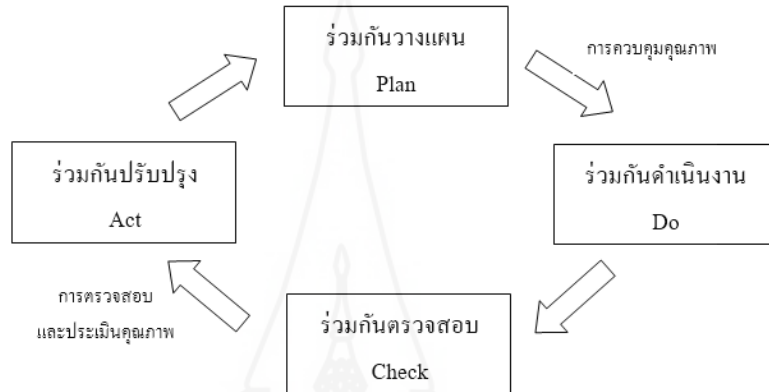 ร่วมกันวางแผน
Plan
การควบคุมคุณภาพ
ร่วมกันดำเนินงาน
Do
ร่วมกันตรวจสอบ
Check
การตรวจสอบ
และประเมินคุณภาพ
ร่วมกันปรับปรุง
Act